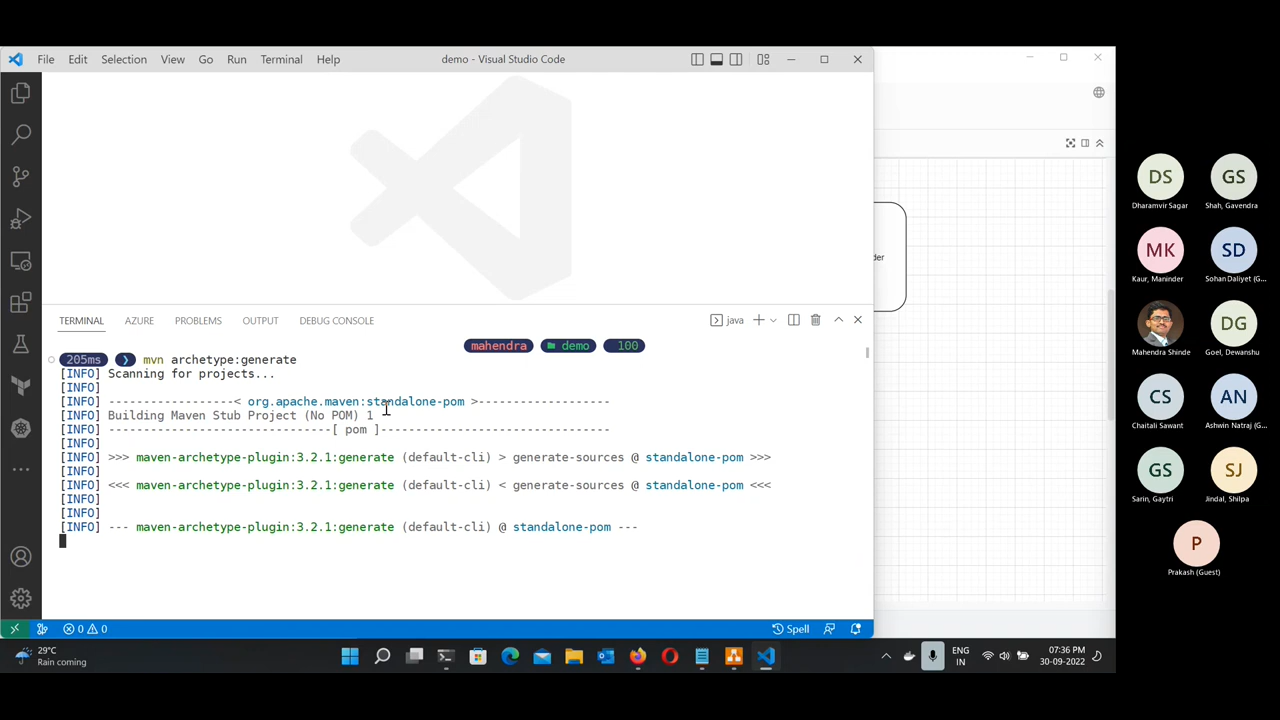 File Edit Selection View Go Run Terminal Help
demo - Visual Studio Code
TERMINAL AZURE PROBLEMS OUTPUT DEBUG CONSOLE
java
mahendra demo 100
205ms ❯ mvn archetype:generate
[INFO] Scanning for projects...
[INFO]
[INFO] ------------------< org.apache.maven:standalone-pom >-------------------
[INFO] Building Maven Stub Project (No POM) 1
[INFO] --------------------------------[ pom ]---------------------------------
[INFO]
[INFO] >>> maven-archetype-plugin:3.2.1:generate (default-cli) > generate-sources @ standalone-pom >>>
[INFO]
[INFO] <<< maven-archetype-plugin:3.2.1:generate (default-cli) < generate-sources @ standalone-pom <<<
[INFO]
[INFO]
[INFO] --- maven-archetype-plugin:3.2.1:generate (default-cli) @ standalone-pom ---
0 0
Spell
der
29°C
Rain coming
ENG
IN
07:36 PM
30-09-2022
DS
Dharamvir Sagar
GS
Shah, Gavendra
MK
Kaur, Maninder
SD
Sohan Daliyet (G...
Mahendra Shinde
DG
Goel, Dewanshu
CS
Chaitali Sawant
AN
Ashwin Natraj (G...
GS
Sarin, Gaytri
SJ
Jindal, Shilpa
P
Prakash (Guest)